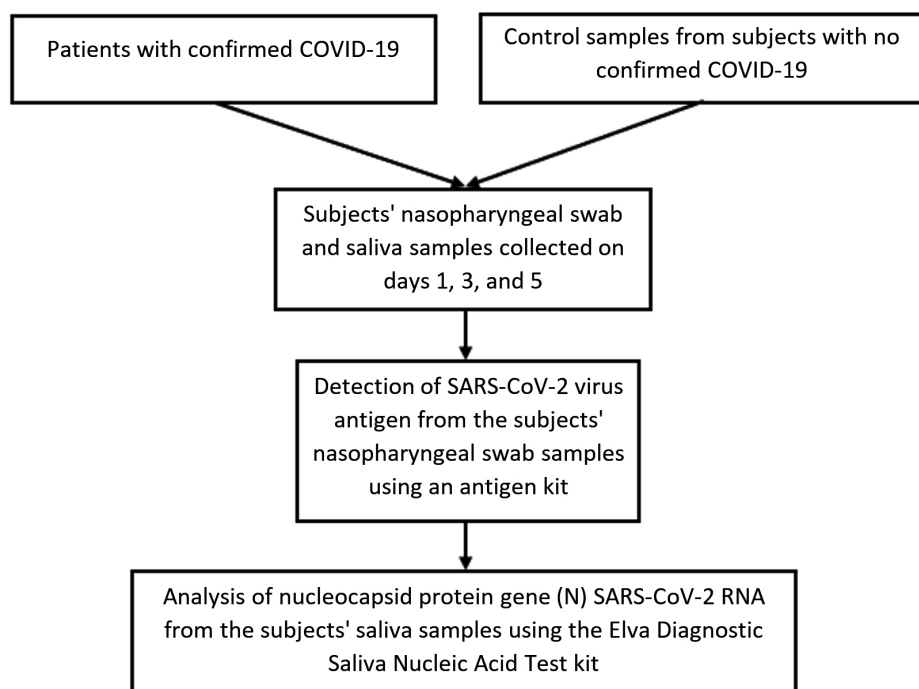 Patients with confirmed COVID-19
Control samples from subjects with no
confirmed COVID-19
Subjects' nasopharyngeal swab
and saliva samples collected on
days 1, 3, and 5
Detection of SARS-CoV-2 virus
antigen from the subjects'
nasopharyngeal swab samples
using an antigen kit
Analysis of nucleocapsid protein gene (N) SARS-CoV-2 RNA
from the subjects' saliva samples using the Elva Diagnostic
Saliva Nucleic Acid Test kit